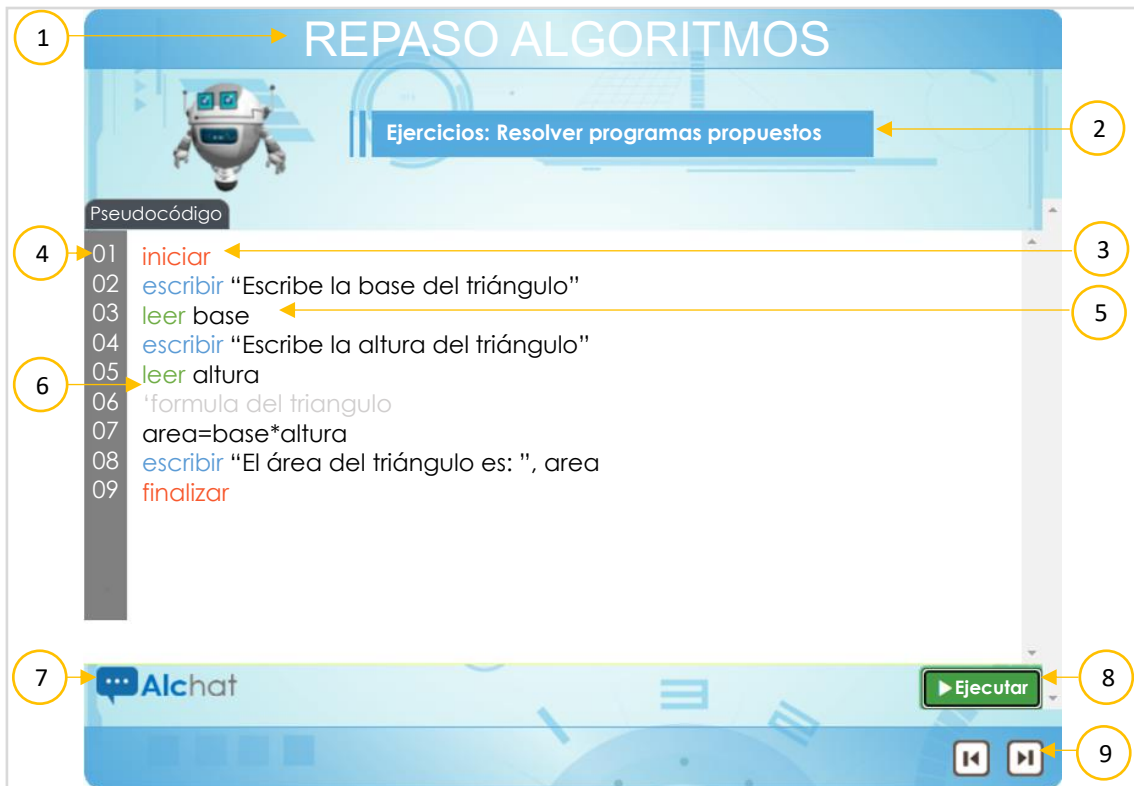 1
REPASO ALGORITMOS
Ejercicios: Resolver programas propuestos
2
Pseudocódigo
4
01 iniciar
3
02 escribir “Escribe la base del triángulo”
03 leer base
5
04 escribir “Escribe la altura del triángulo”
05 leer altura
6
06 ‘formula del triangulo
07 area=base*altura
08 escribir “El área del triángulo es: ”, area
09 finalizar
7
AIchat
Ejecutar
8
9